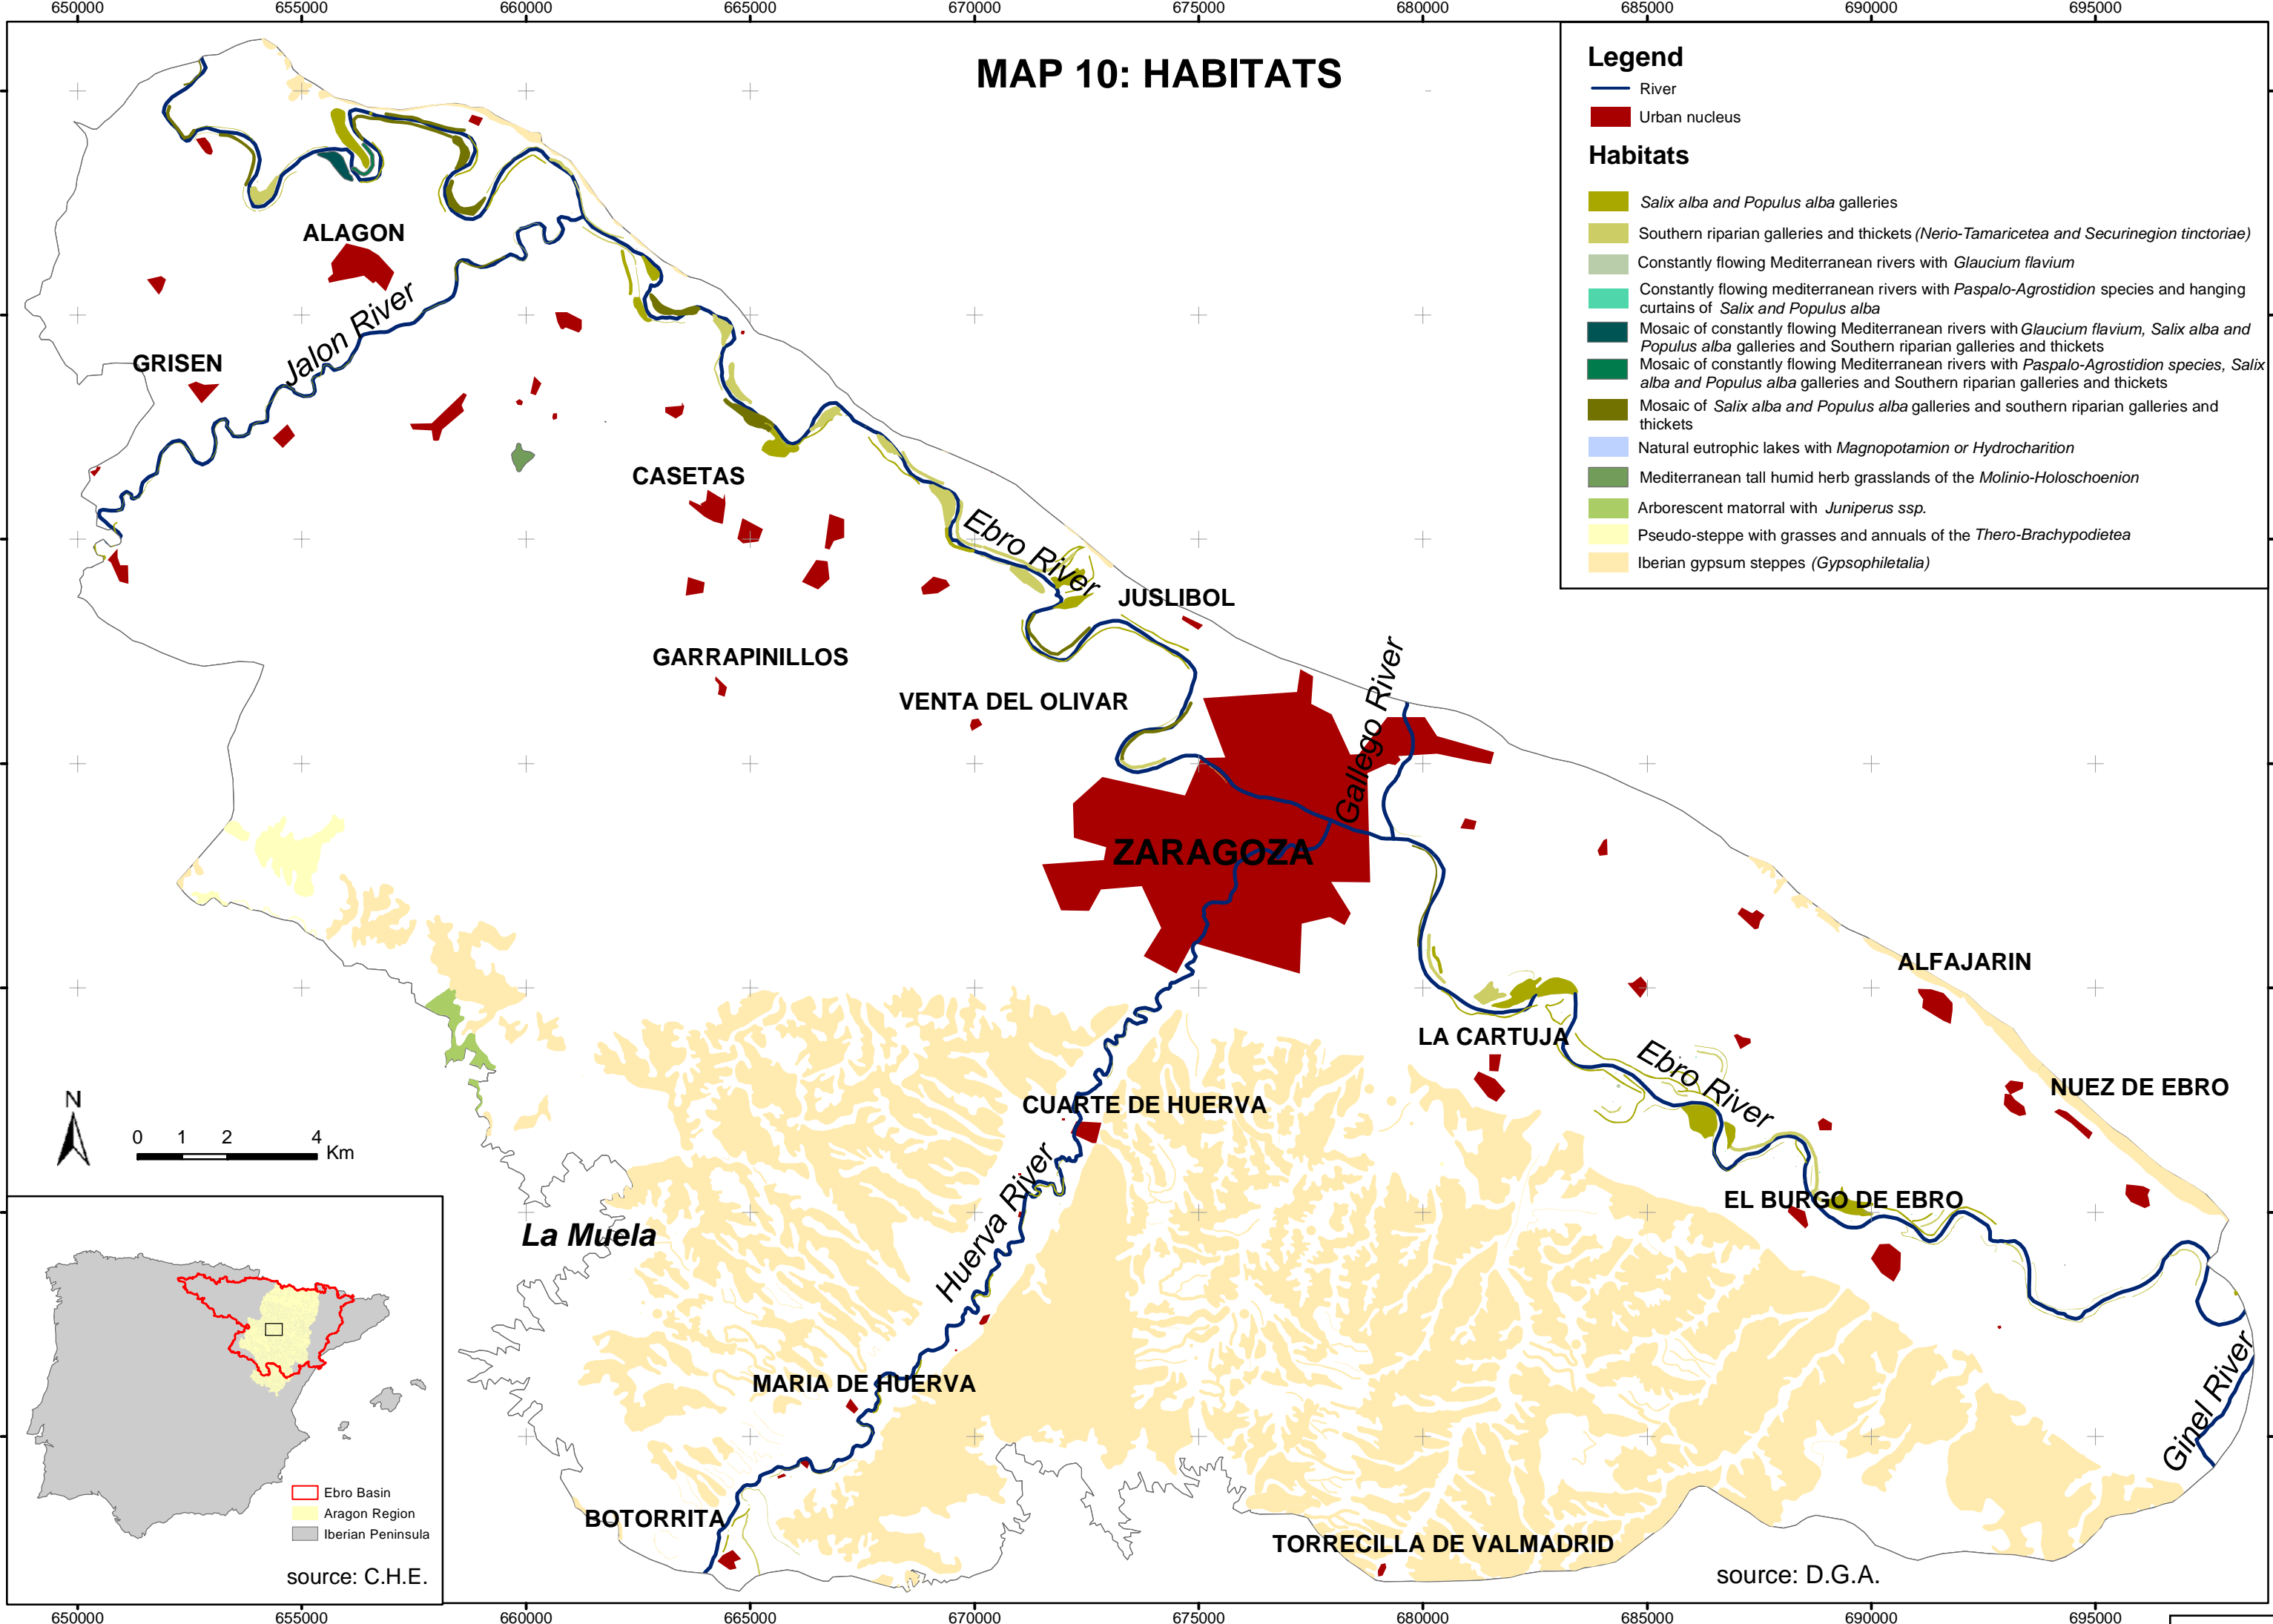 650000 655000 660000 665000 670000 675000 680000 685000 690000 695000
MAP 10: HABITATS
Legend
River
Urban nucleus
Habitats
Salix alba and Populus alba galleries
Southern riparian galleries and thickets (Nerio-Tamaricetea and Securinegion tinctoriae)
Constantly flowing Mediterranean rivers with Glaucium flavium
Constantly flowing mediterranean rivers with Paspalo-Agrostidion species and hanging
curtains of Salix and Populus alba
Mosaic of constantly flowing Mediterranean rivers with Glaucium flavium, Salix alba and
Populus alba galleries and Southern riparian galleries and thickets
Mosaic of constantly flowing Mediterranean rivers with Paspalo-Agrostidion species, Salix
alba and Populus alba galleries and Southern riparian galleries and thickets
Mosaic of Salix alba and Populus alba galleries and southern riparian galleries and
thickets
Natural eutrophic lakes with Magnopotamion or Hydrocharition
Mediterranean tall humid herb grasslands of the Molinio-Holoschoenion
Arborescent matorral with Juniperus ssp.
Pseudo-steppe with grasses and annuals of the Thero-Brachypodietea
Iberian gypsum steppes (Gypsophiletalia)
ALAGON
Jalon River
GRISEN
CASETAS
Ebro River
JUSLIBOL
GARRAPINILLOS
VENTA DEL OLIVAR
Gallego River
ZARAGOZA
ALFAJARIN
LA CARTUJA
Ebro River
NUEZ DE EBRO
CUARTE DE HUERVA
N
0 1 2 4 Km
EL BURGO DE EBRO
La Muela
Huerva River
MARIA DE HUERVA
Ginel River
BOTORRITA
TORRECILLA DE VALMADRID
Ebro Basin
Aragon Region
Iberian Peninsula
source: C.H.E.
source: D.G.A.
650000 655000 660000 665000 670000 675000 680000 685000 690000 695000